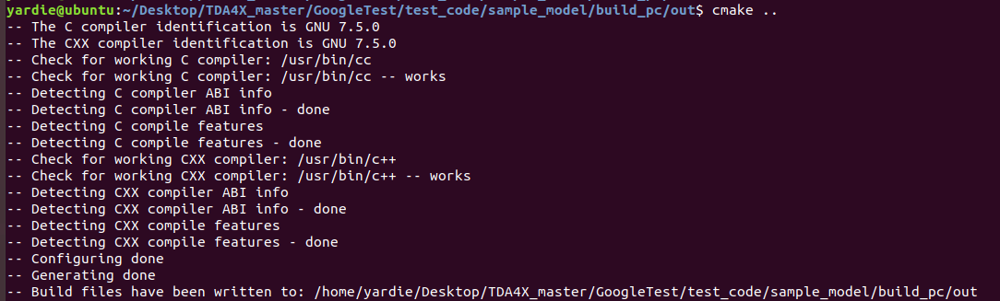 yardie@ubuntu:~/Desktop/TDA4X_master/GoogleTest/test_code/sample_model/build_pc/out$ cmake ..
-- The C compiler identification is GNU 7.5.0
-- The CXX compiler identification is GNU 7.5.0
-- Check for working C compiler: /usr/bin/cc
-- Check for working C compiler: /usr/bin/cc -- works
-- Detecting C compiler ABI info
-- Detecting C compiler ABI info - done
-- Detecting C compile features
-- Detecting C compile features - done
-- Check for working CXX compiler: /usr/bin/c++
-- Check for working CXX compiler: /usr/bin/c++ -- works
-- Detecting CXX compiler ABI info
-- Detecting CXX compiler ABI info - done
-- Detecting CXX compile features
-- Detecting CXX compile features - done
-- Configuring done
-- Generating done
-- Build files have been written to: /home/yardie/Desktop/TDA4X_master/GoogleTest/test_code/sample_model/build_pc/out